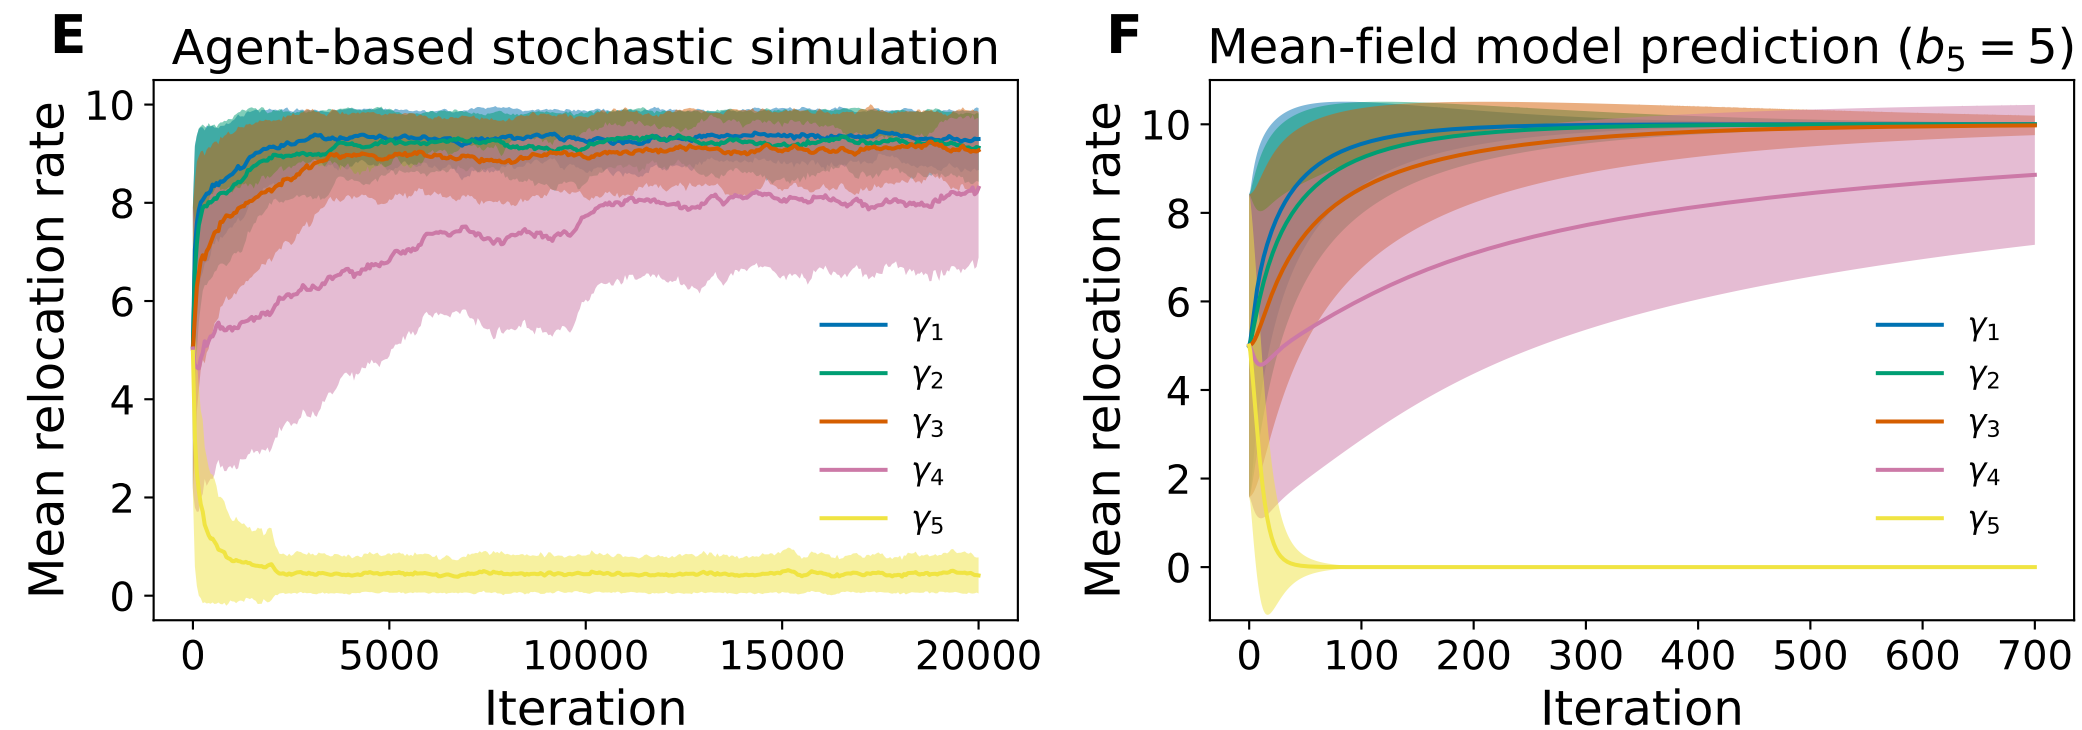 E
Agent-based stochastic simulation
Mean relocation rate
10
8
6
4
2
0
γ1
γ2
γ3
γ4
γ5
0 5000 10000 15000 20000
Iteration
F
Mean-field model prediction (b5 = 5)
Mean relocation rate
10
8
6
4
2
0
γ1
γ2
γ3
γ4
γ5
0 100 200 300 400 500 600 700
Iteration